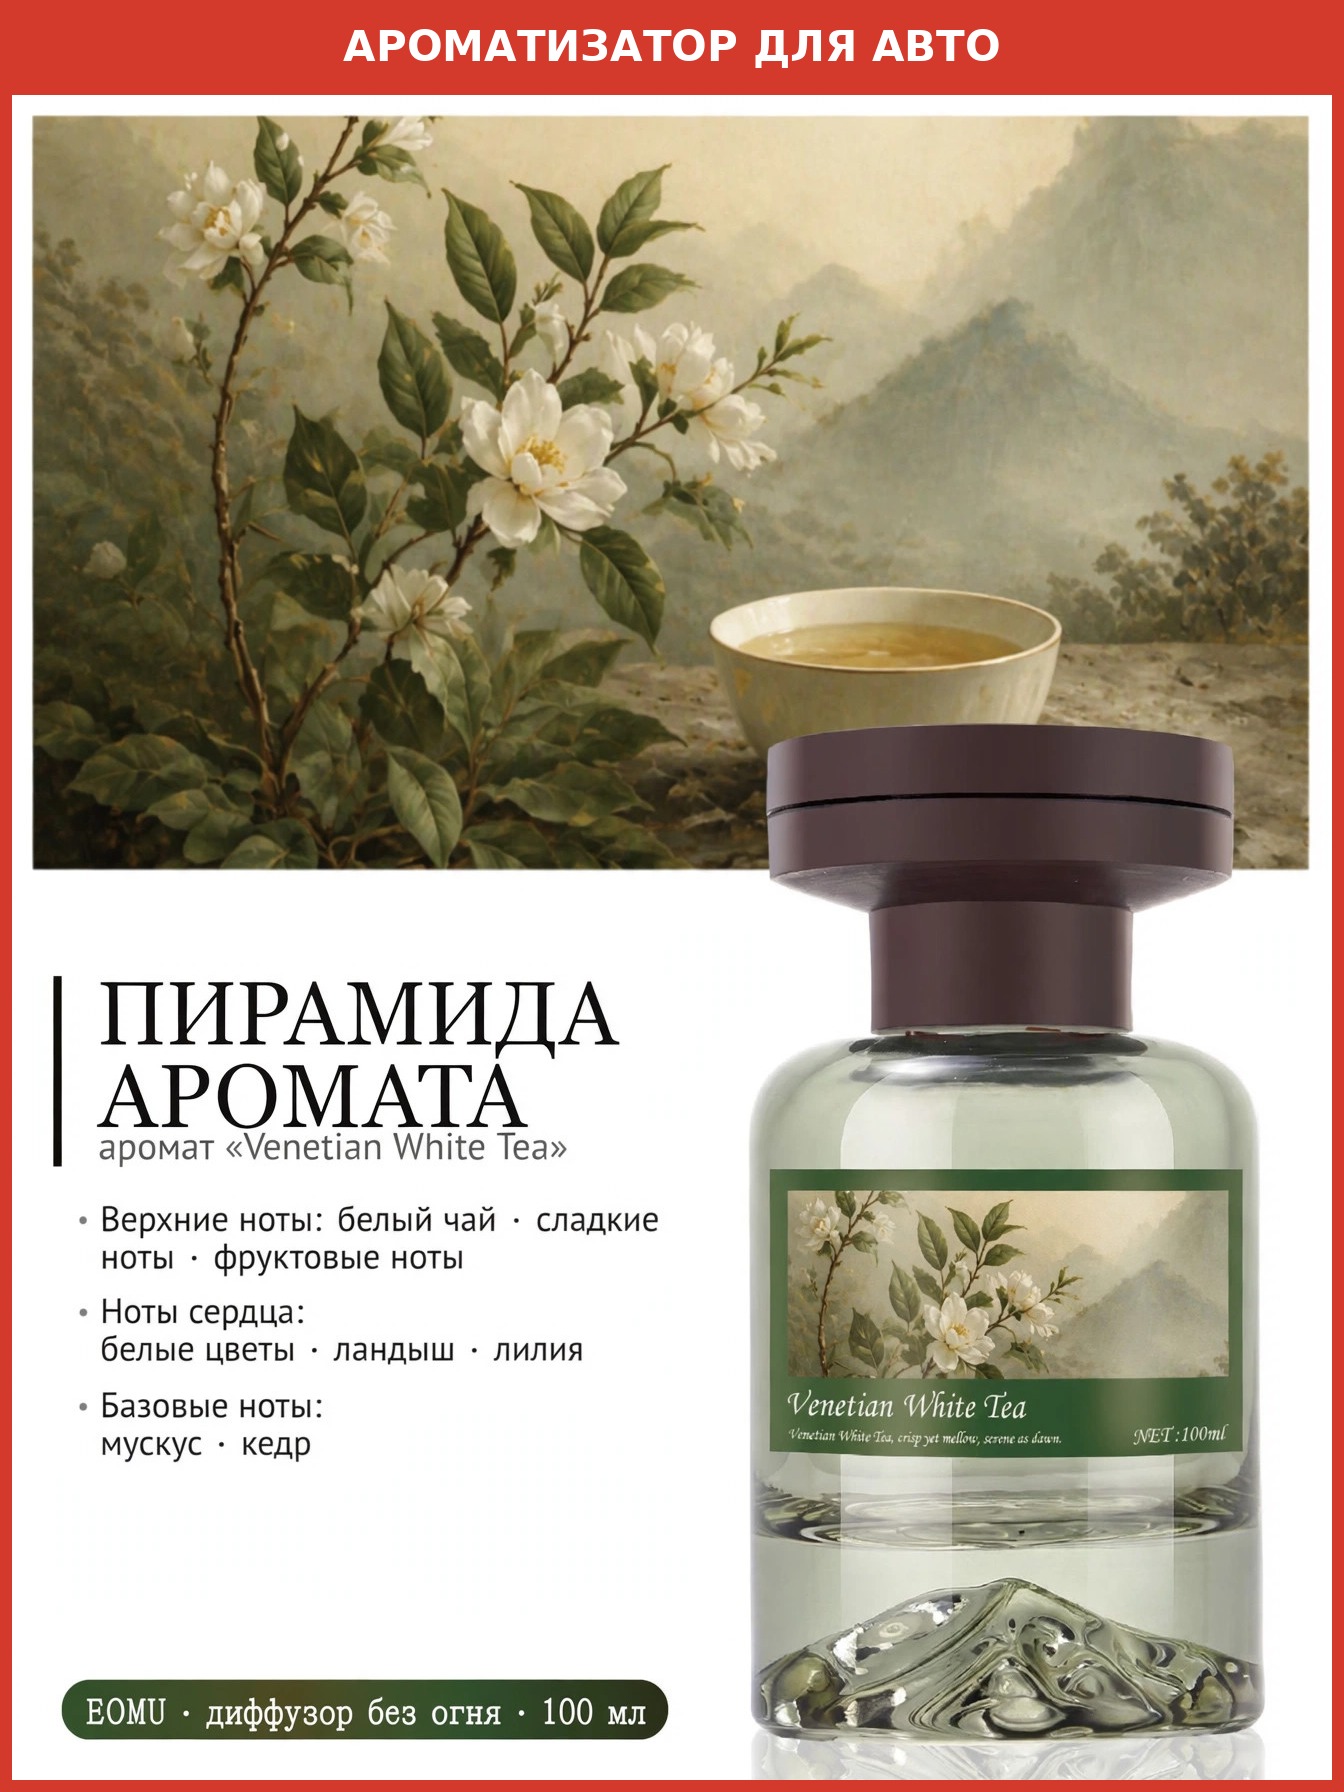 АРОМАТИЗАТОР ДЛЯ АВТО
ПИРАМИДА
АРОМАТА
аромат «Venetian White Tea»
• Верхние ноты: белый чай · сладкие
ноты · фруктовые ноты
• Ноты сердца:
белые цветы · ландыш · лилия
• Базовые ноты:
мускус · кедр
Venetian White Tea
Venetian White Tea, crisp yet mellow, serene as dawn.
NET:100ml
EOMU · диффузор без огня · 100 мл